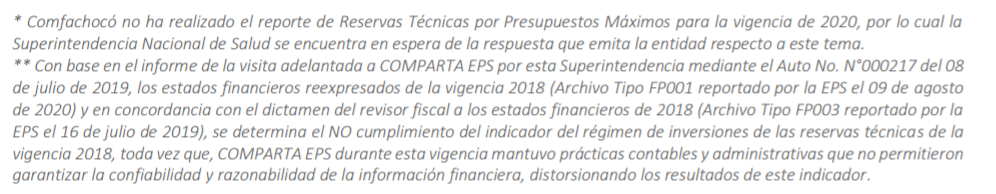 * Comfachocó no ha realizado el reporte de Reservas Técnicas por Presupuestos Máximos para la vigencia de 2020, por lo cual la
Superintendencia Nacional de Salud se encuentra en espera de la respuesta que emita la entidad respecto a este tema.
** Con base en el informe de la visita adelantada a COMPARTA EPS por esta Superintendencia mediante el Auto No. N°000217 del 08
de julio de 2019, los estados financieros reexpresados de la vigencia 2018 (Archivo Tipo FP001 reportado por la EPS el 09 de agosto
de 2020) y en concordancia con el dictamen del revisor fiscal a los estados financieros de 2018 (Archivo Tipo FP003 reportado por la
EPS el 16 de julio de 2019), se determina el NO cumplimiento del indicador del régimen de inversiones de las reservas técnicas de la
vigencia 2018, toda vez que, COMPARTA EPS durante esta vigencia mantuvo prácticas contables y administrativas que no permitieron
garantizar la confiabilidad y razonabilidad de la información financiera, distorsionando los resultados de este indicador.